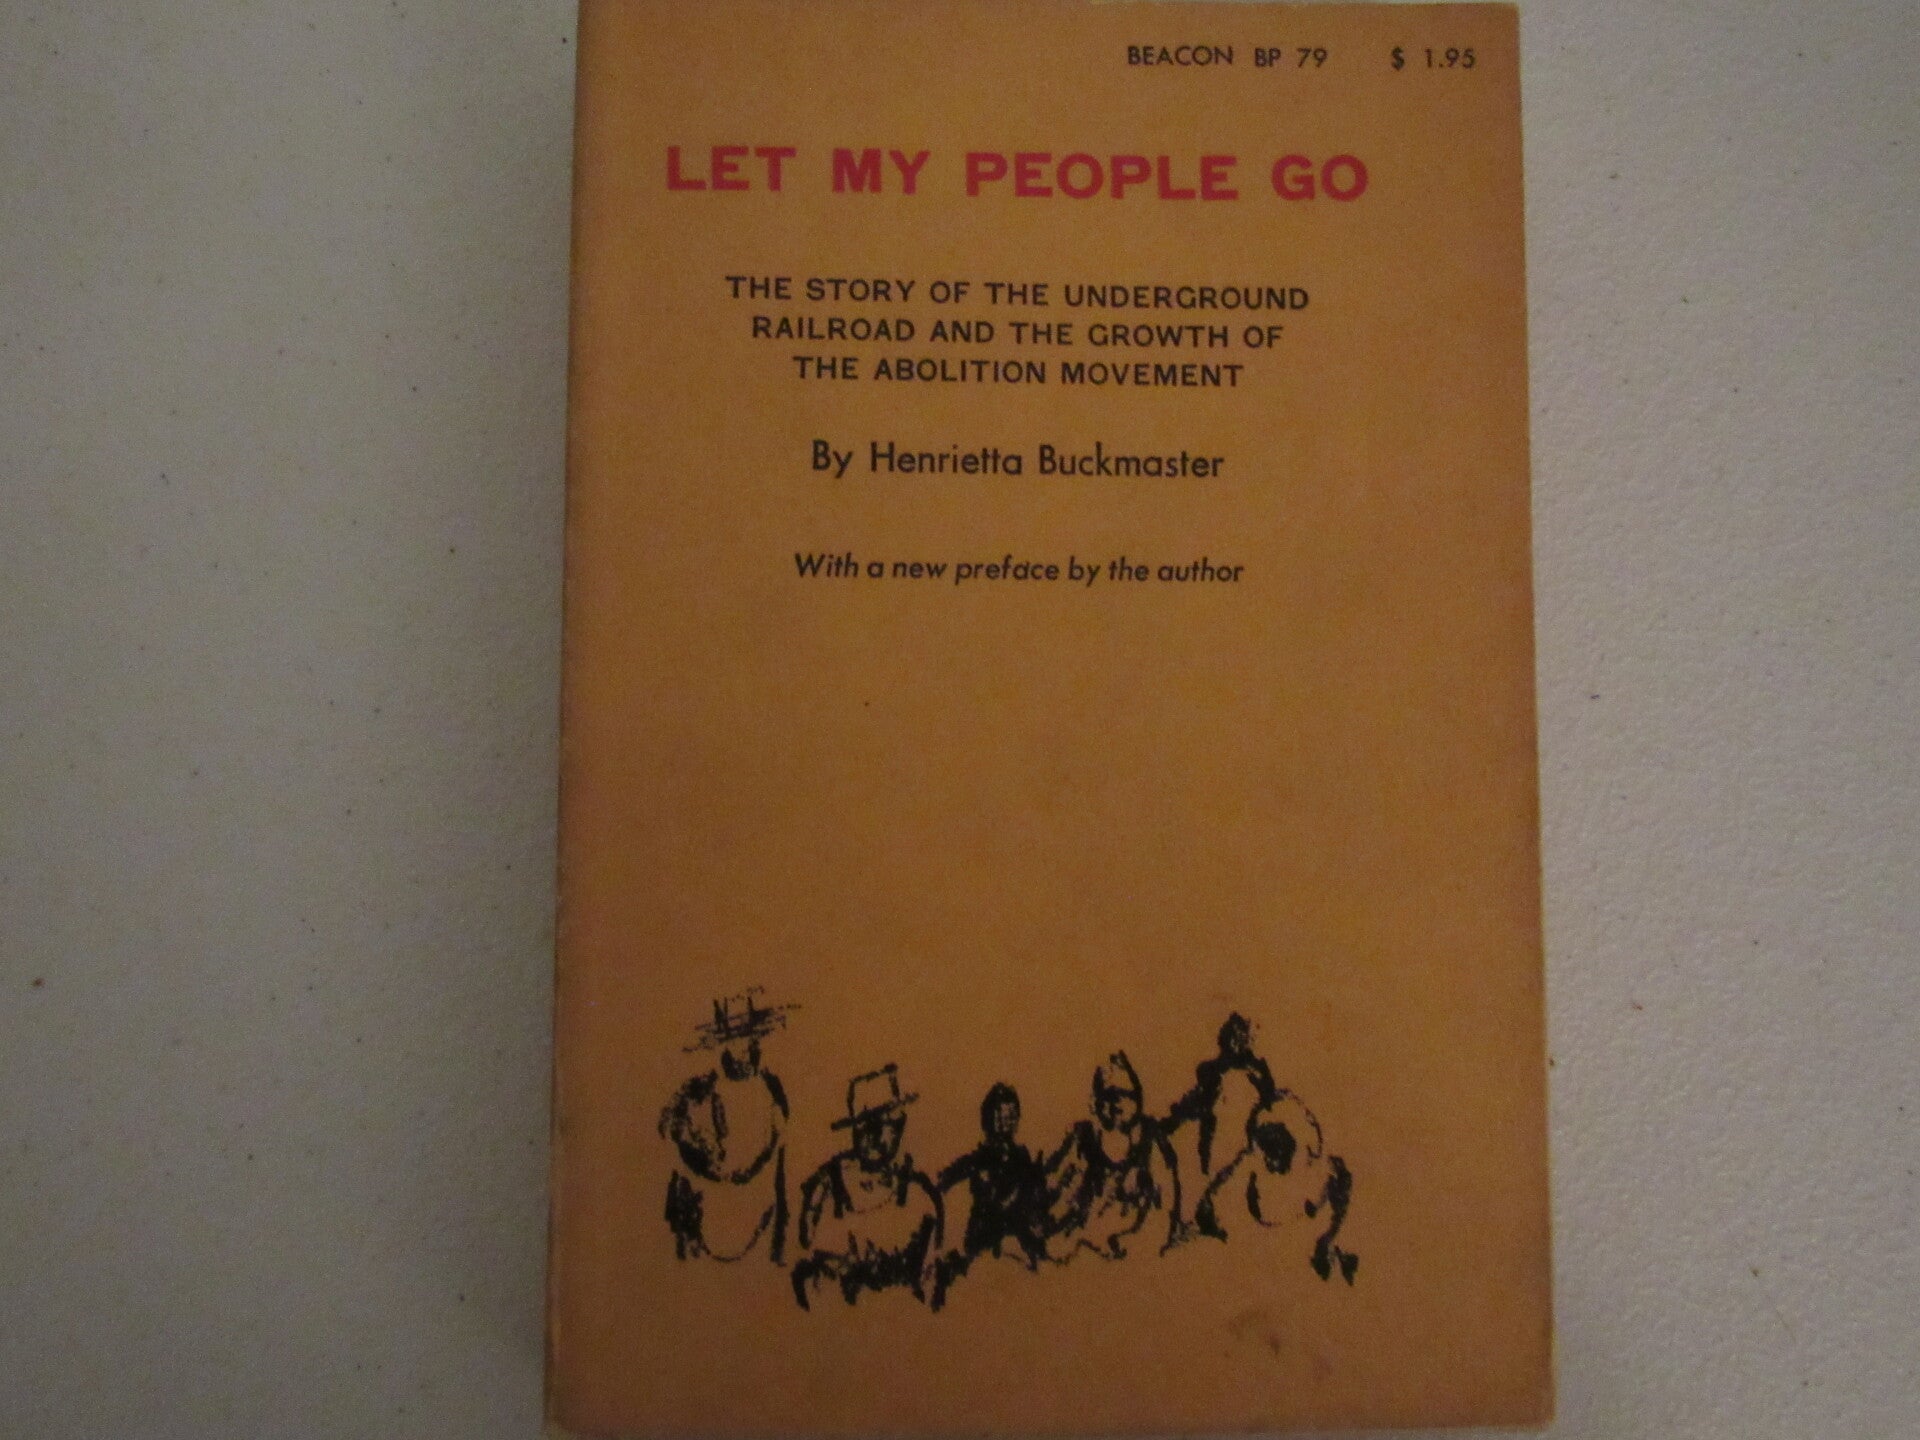 BEACON BP 79 $ 1.95
LET MY PEOPLE GO
THE STORY OF THE UNDERGROUND
RAILROAD AND THE GROWTH OF
THE ABOLITION MOVEMENT
By Henrietta Buckmaster
With a new preface by the author